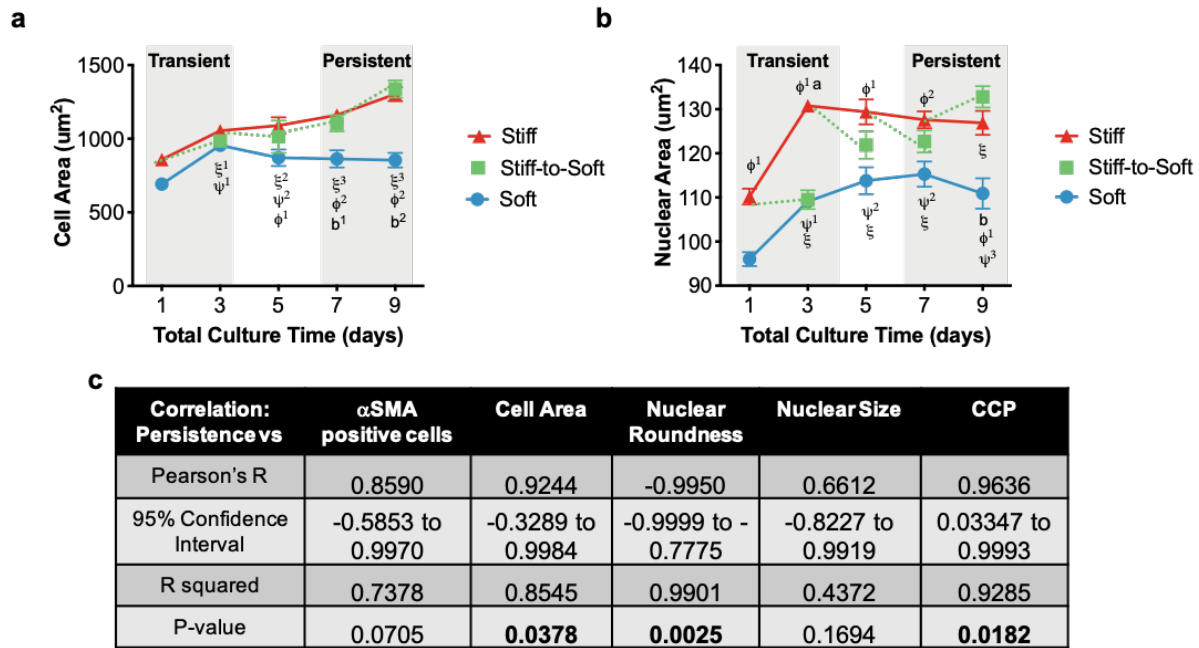 a
Transient
Persistent
1500
1000
500
0
Cell Area (um²)
ξ¹
ψ¹
ξ²
ψ²
ϕ¹
ξ³
ϕ²
b¹
ξ³
ϕ²
b²
1 3 5 7 9
Total Culture Time (days)
Stiff
Stiff-to-Soft
Soft
b
Transient
Persistent
140
130
120
110
100
90
Nuclear Area (um²)
ϕ¹
ϕ¹ a
ϕ¹
ϕ²
ξ
ψ¹
ξ
ψ²
ξ
ψ²
ξ
b
ϕ¹
ψ³
1 3 5 7 9
Total Culture Time (days)
Stiff
Stiff-to-Soft
Soft
c
Correlation: Persistence vs | αSMA positive cells | Cell Area | Nuclear Roundness | Nuclear Size | CCP
Pearson's R | 0.8590 | 0.9244 | -0.9950 | 0.6612 | 0.9636
95% Confidence Interval | -0.5853 to 0.9970 | -0.3289 to 0.9984 | -0.9999 to -0.7775 | -0.8227 to 0.9919 | 0.03347 to 0.9993
R squared | 0.7378 | 0.8545 | 0.9901 | 0.4372 | 0.9285
P-value | 0.0705 | 0.0378 | 0.0025 | 0.1694 | 0.0182